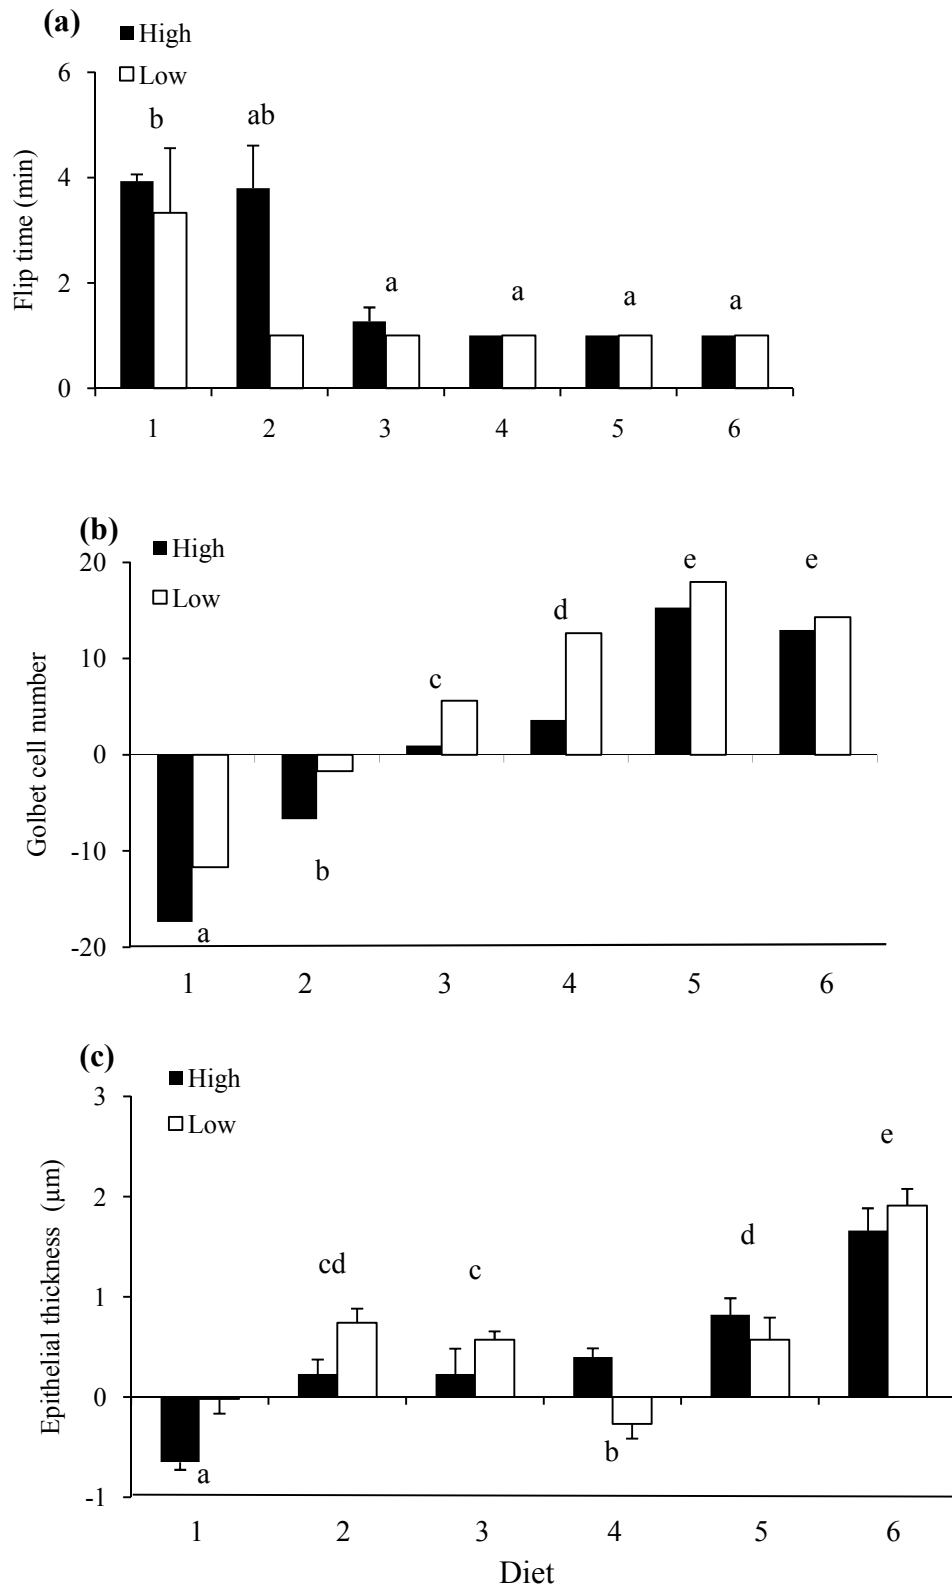 (a)
High
Low
6
4
2
0
Flip time (min)
b
ab
a
a
a
a
1 2 3 4 5 6
(b)
High
Low
20
10
0
-10
-20
Golbet cell number
a
b
c
d
e
e
1 2 3 4 5 6
(c)
High
Low
3
2
1
0
-1
Epithelial thickness (µm)
a
cd
c
b
d
e
1 2 3 4 5 6
Diet